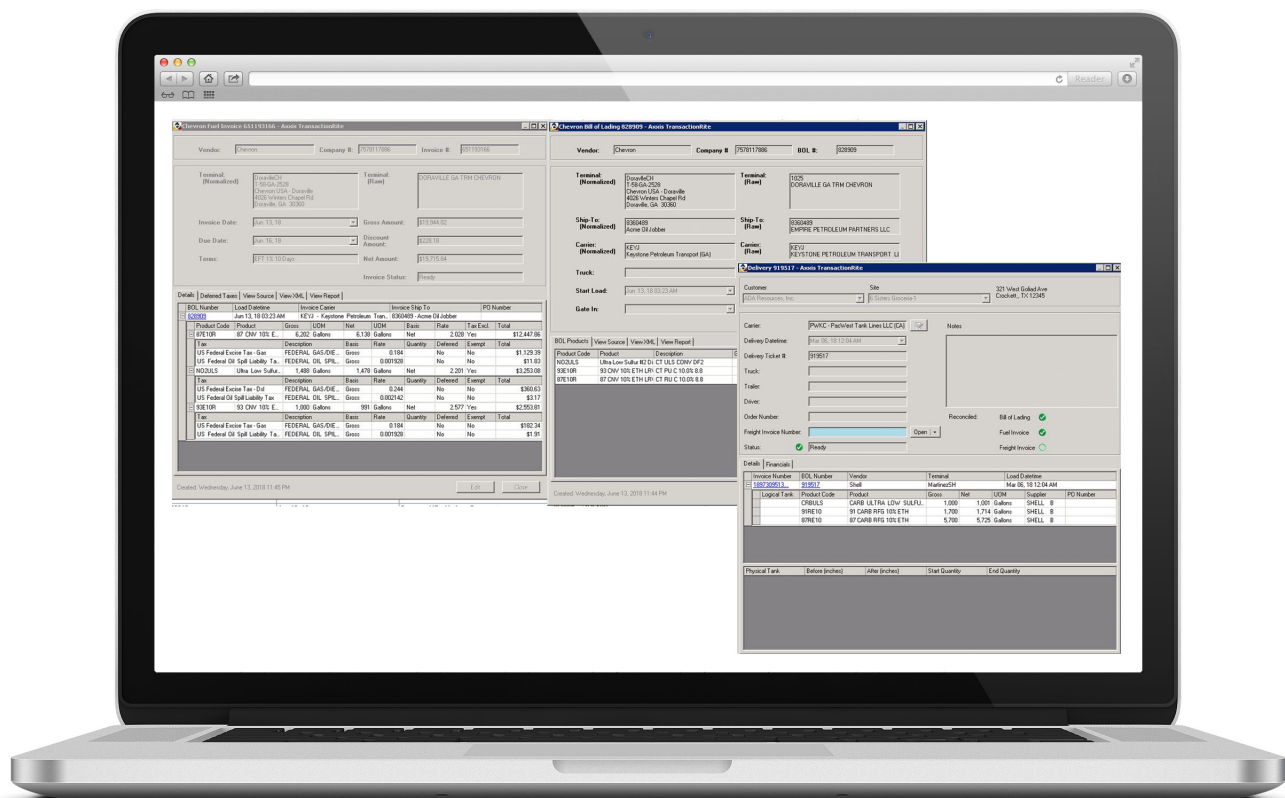 Reader
Chevron Fuel Invoice 651193166 - Axxis TransactionRite
Vendor: Chevron Company #: 7578117886 Invoice #: 651193166
Terminal: (Normalized)
DoravilleCH
T-58-GA-2528
Chevron USA - Doraville
4026 Winters Chapel Rd
Doraville, GA 30360
Terminal: (Raw)
DORAVILLE GA TRM CHEVRON
Invoice Date: Jun 13, 18 Gross Amount: $19,944.02
Due Date: Jun 16, 18 Discount Amount: $228.18
Terms: EFT 1% 10 Days Net Amount: $19,715.84
Invoice Status: Ready
Details Deferred Taxes View Source View XML View Report
BOL Number Load Datetime Invoice Carrier Invoice Ship To PO Number
828909 Jun 13, 18 03:23 AM KEYJ - Keystone Petroleum Tran.. 8360489 - Acme Oil Jobber
Product Code Product Gross UOM Net UOM Basis Rate Tax Excl. Total
87E10R 87 CNV 10% E... 6,202 Gallons 6,138 Gallons Net 2.028 Yes $12,447.86
Tax Description Basis Rate Quantity Deferred Exempt Total
US Federal Excise Tax - Gas FEDERAL GAS/DIE... Gross 0.184 No No $1,129.39
US Federal Oil Spill Liability Ta.. FEDERAL OIL SPIL... Gross 0.001928 No No $11.83
NO2ULS Ultra Low Sulfur... 1,488 Gallons 1,478 Gallons Net 2.201 Yes $3,253.08
Tax Description Basis Rate Quantity Deferred Exempt Total
US Federal Excise Tax - Dsl FEDERAL GAS/DIE... Gross 0.244 No No $360.63
US Federal Oil Spill Liability Tax FEDERAL OIL SPIL... Gross 0.002142 No No $3.17
93E10R 93 CNV 10% E... 1,000 Gallons 991 Gallons Net 2.577 Yes $2,553.81
Tax Description Basis Rate Quantity Deferred Exempt Total
US Federal Excise Tax - Gas FEDERAL GAS/DIE... Gross 0.184 No No $182.34
US Federal Oil Spill Liability Ta.. FEDERAL OIL SPIL... Gross 0.001928 No No $1.91
Created: Wednesday, June 13, 2018 11:45 PM Edit Close
Chevron Bill of Lading 828909 - Axxis TransactionRite
Vendor: Chevron Company # 7578117886 BOL #: 828909
Terminal: (Normalized)
DoravilleCH
T-58-GA-2528
Chevron USA - Doraville
4026 Winters Chapel Rd
Doraville, GA 30360
Terminal: (Raw)
1025
DORAVILLE GA TRM CHEVRON
Ship-To: (Normalized)
8360489
Acme Oil Jobber
Ship-To: (Raw)
8360489
EMPIRE PETROLEUM PARTNERS LLC
Carrier: (Normalized)
KEYJ
Keystone Petroleum Transport (GA)
Carrier: (Raw)
KEYJ
KEYSTONE PETROLEUM TRANSPORT
Truck:
Start Load: Jun 13, 18 03:23 AM
Gate In:
BOL Products View Source View XML View Report
Product Code Product Description
NO2ULS Ultra Low Sulfur #2 Di CT ULS CONV DF2
93E10R 93 CNV 10% ETH LRV CT PU C 10.0% 8.8
87E10R 87 CNV 10% ETH LRV CT RU C 10.0% 8.8
Created: Wednesday, June 13, 2018 11:44 PM
Delivery 919517 - Axxis TransactionRite
Customer Site
ADA Resources, Inc. 6 Sisters Groceria 1
321 West Goliad Ave
Crockett,, TX 12345
Carrier: PWKC - PacWest Tank Lines LLC (CA) Notes
Delivery Datetime: Mar 06, 18 12:04 AM
Delivery Ticket #: 919517
Truck:
Trailer:
Driver:
Order Number: Reconciled: Bill of Lading
Freight Invoice Number: Open Fuel Invoice
Status: Ready Freight Invoice
Details Financials
Invoice Number BOL Number Vendor Terminal Load Datetime
1897309513... 919517 Shell MartinezSH Mar 06, 18 12:04 AM
Logical Tank Product Code Product Gross Net UOM Supplier PO Number
CRBULS CARB ULTRA LOW SULFU.. 1,000 1,001 Gallons SHELL B
91RE10 91 CARB RFG 10% ETH 1,700 1,714 Gallons SHELL B
87RE10 87 CARB RFG 10% ETH 5,700 5,725 Gallons SHELL B
Physical Tank Before (inches) After (inches) Start Quantity End Quantity